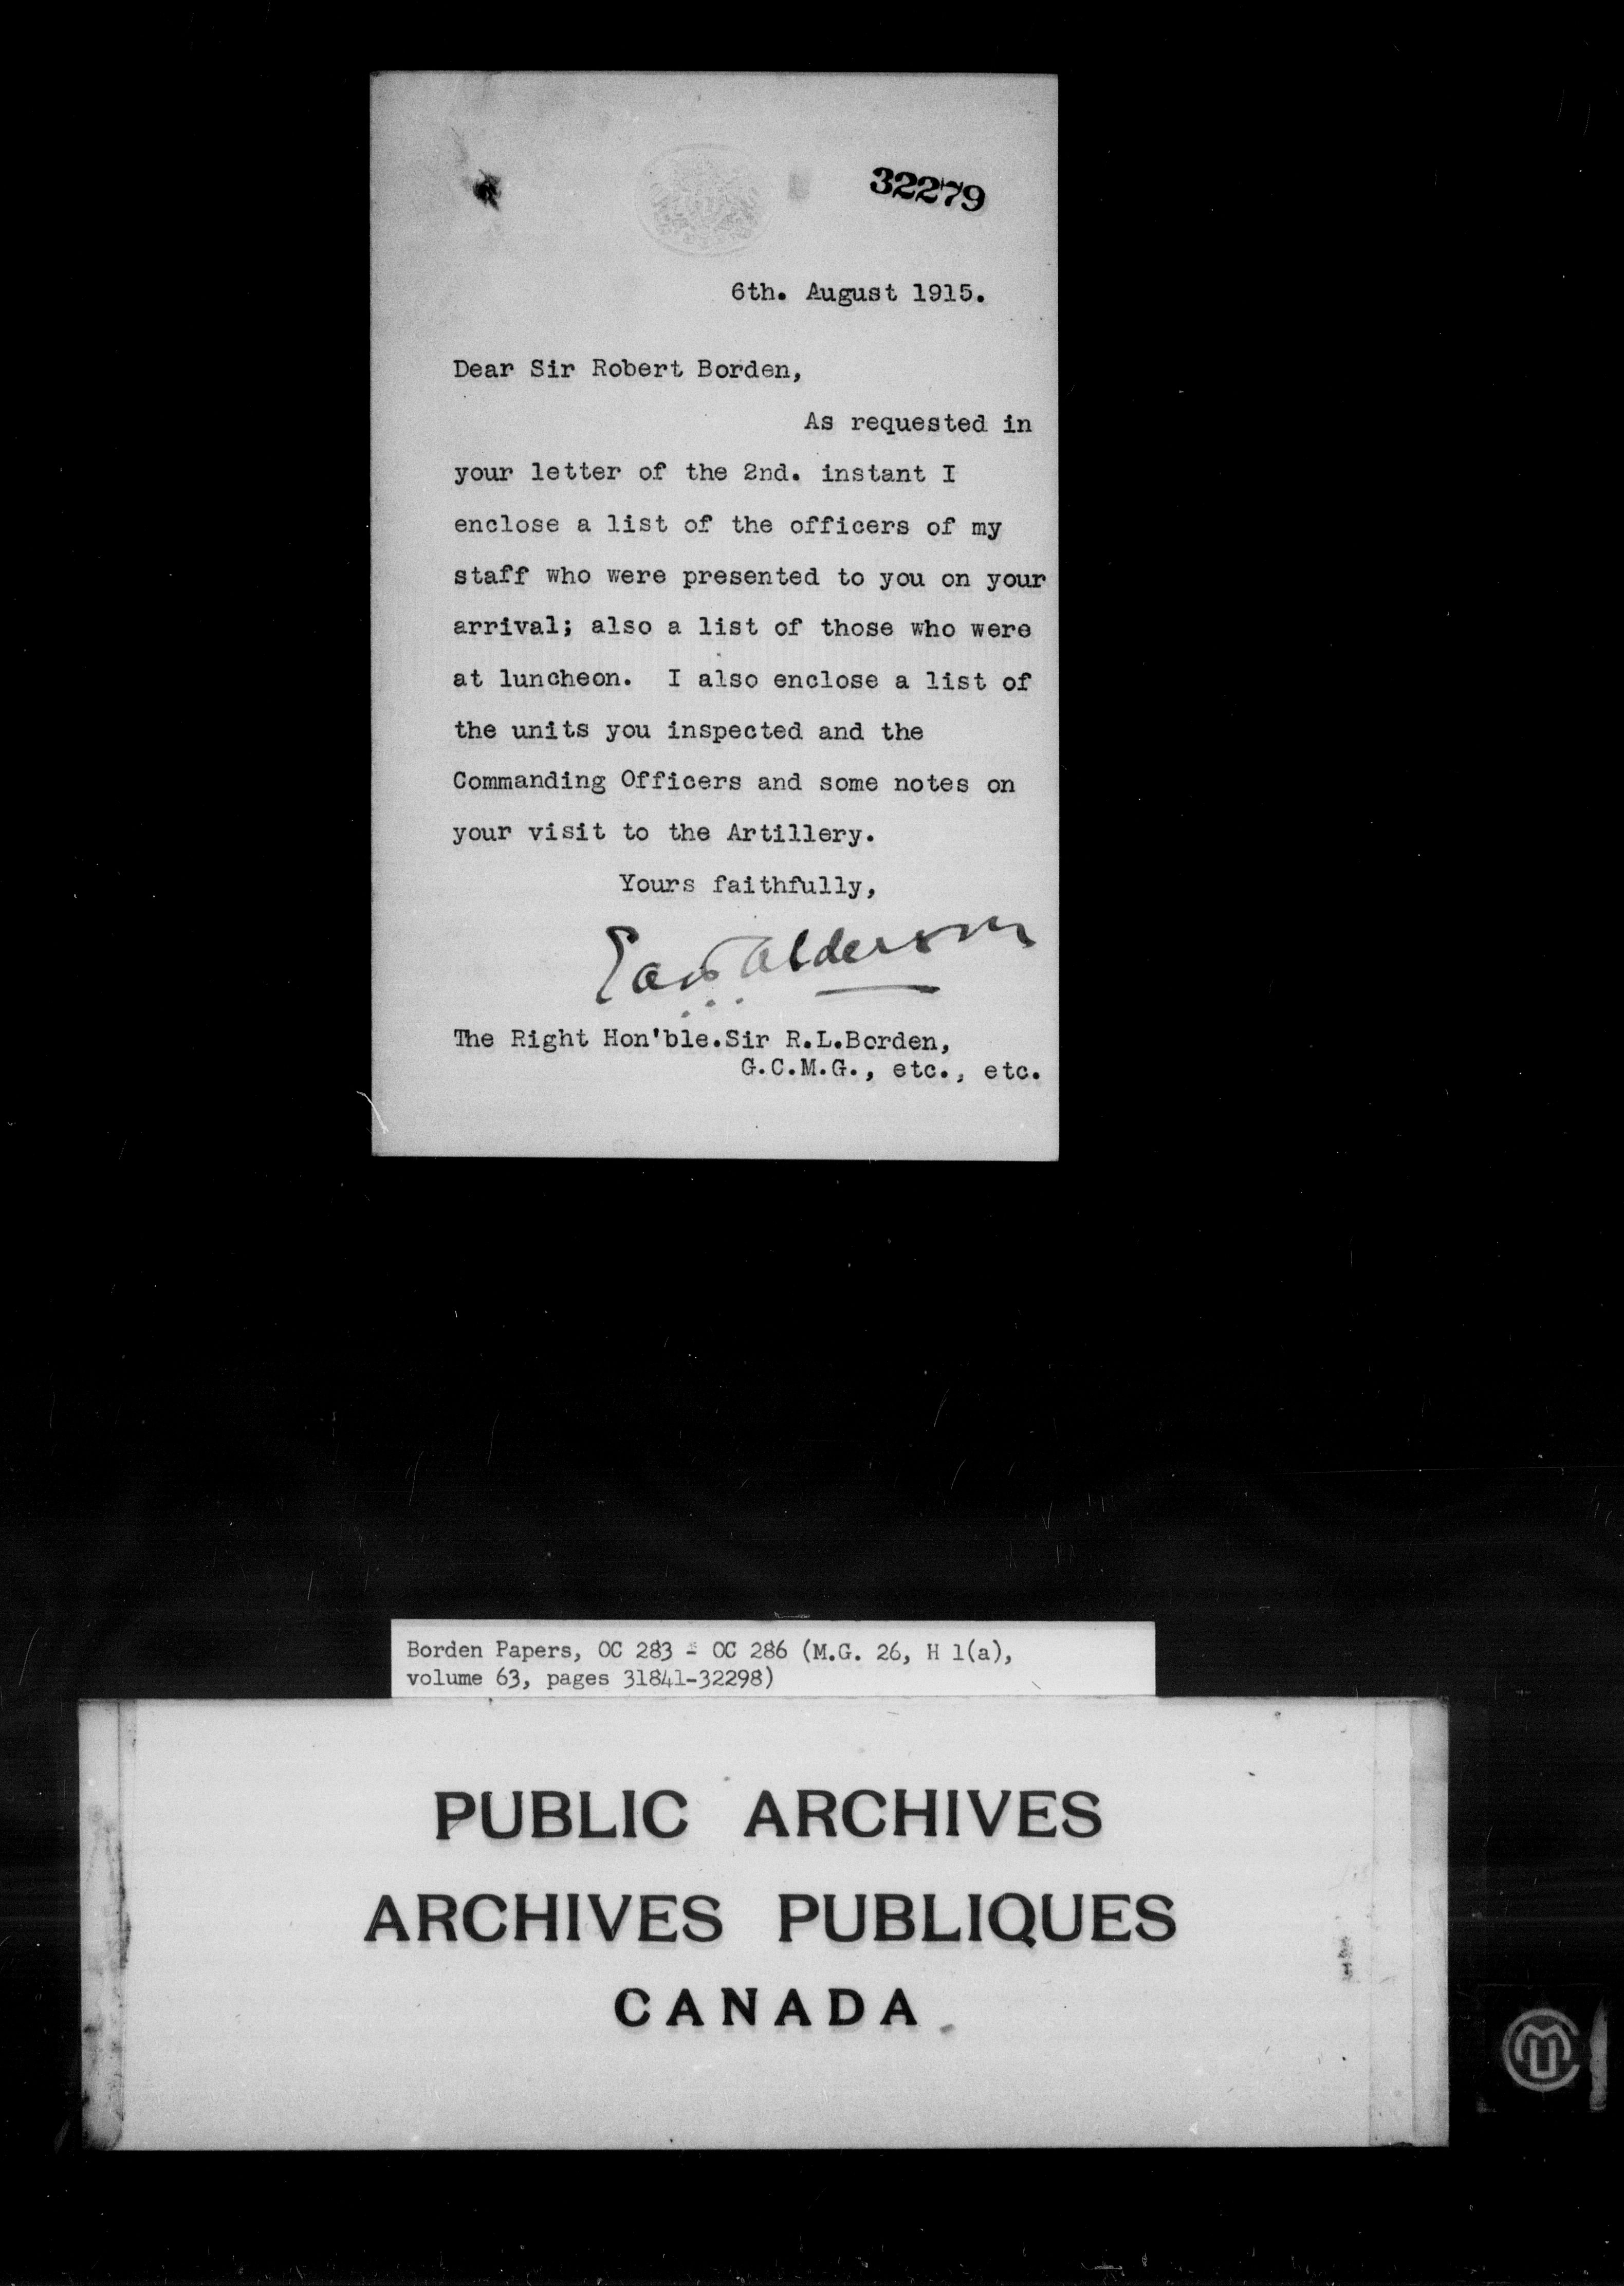 32279
6th. August 1915.
Dear Sir Robert Borden,
As requested in
your letter of the 2nd. instant I
enclose a list of the officers of my
staff who were presented to you on your
arrival; also a list of those who were
at luncheon. I also enclose a list of
the units you inspected and the
Commanding Officers and some notes on
your visit to the Artillery.
Yours faithfully,
Alderson
The Right Hon'ble.Sir R.L.Borden,
G.C.M.G., etc., etc.
Borden Papers, OC 283 - OC 286 (M.G. 26, H 1(a),
volume 63, pages 31841-32298)
PUBLIC ARCHIVES
ARCHIVES PUBLIQUES
CANADA